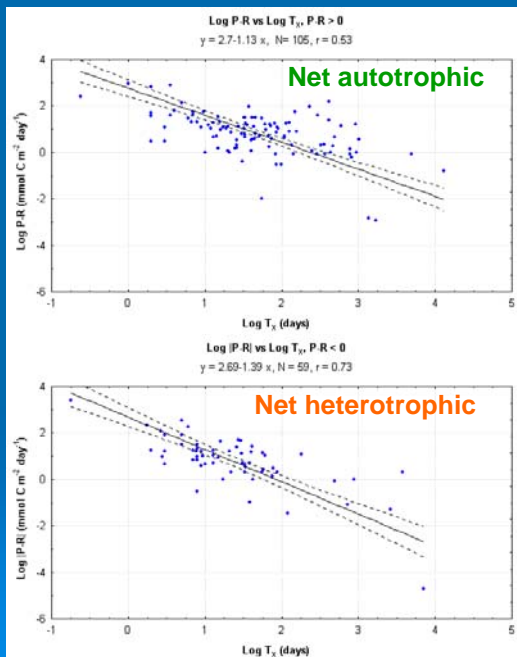 Log P-R vs Log Tx, P-R > 0
y = 2.7-1.13 x, N= 105, r = 0.53
Net autotrophic
Log P-R (mmol C m-2 day-1)
4
2
0
-2
-4
-6
-1 0 1 2 3 4 5
Log Tx (days)
Log |P-R| vs Log Tx, P-R < 0
y = 2.69-1.39 x, N = 59, r = 0.73
Net heterotrophic
Log |P-R| (mmol C m-2 day-1)
4
2
0
-2
-4
-6
-1 0 1 2 3 4 5
Log Tx (days)